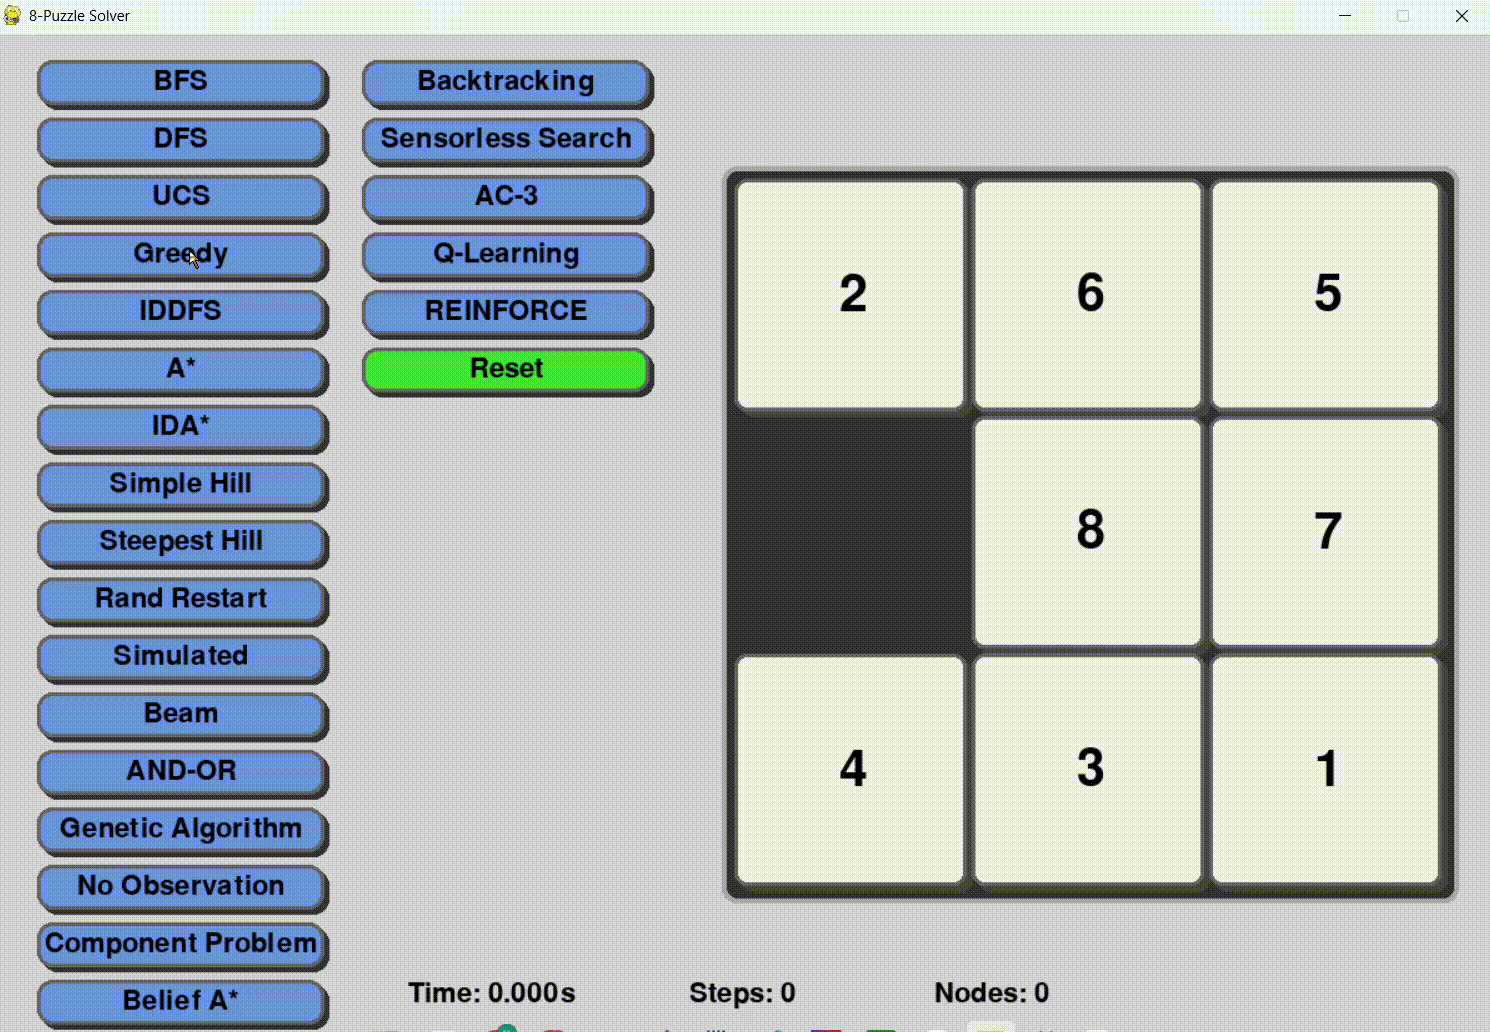 8-Puzzle Solver
BFS
DFS
UCS
Greedy
IDDFS
A*
IDA*
Simple Hill
Steepest Hill
Rand Restart
Simulated
Beam
AND-OR
Genetic Algorithm
No Observation
Component Problem
Belief A*
Backtracking
Sensorless Search
AC-3
Q-Learning
REINFORCE
Reset
2 6 5
8 7
4 3 1
Time: 0.000s Steps: 0 Nodes: 0